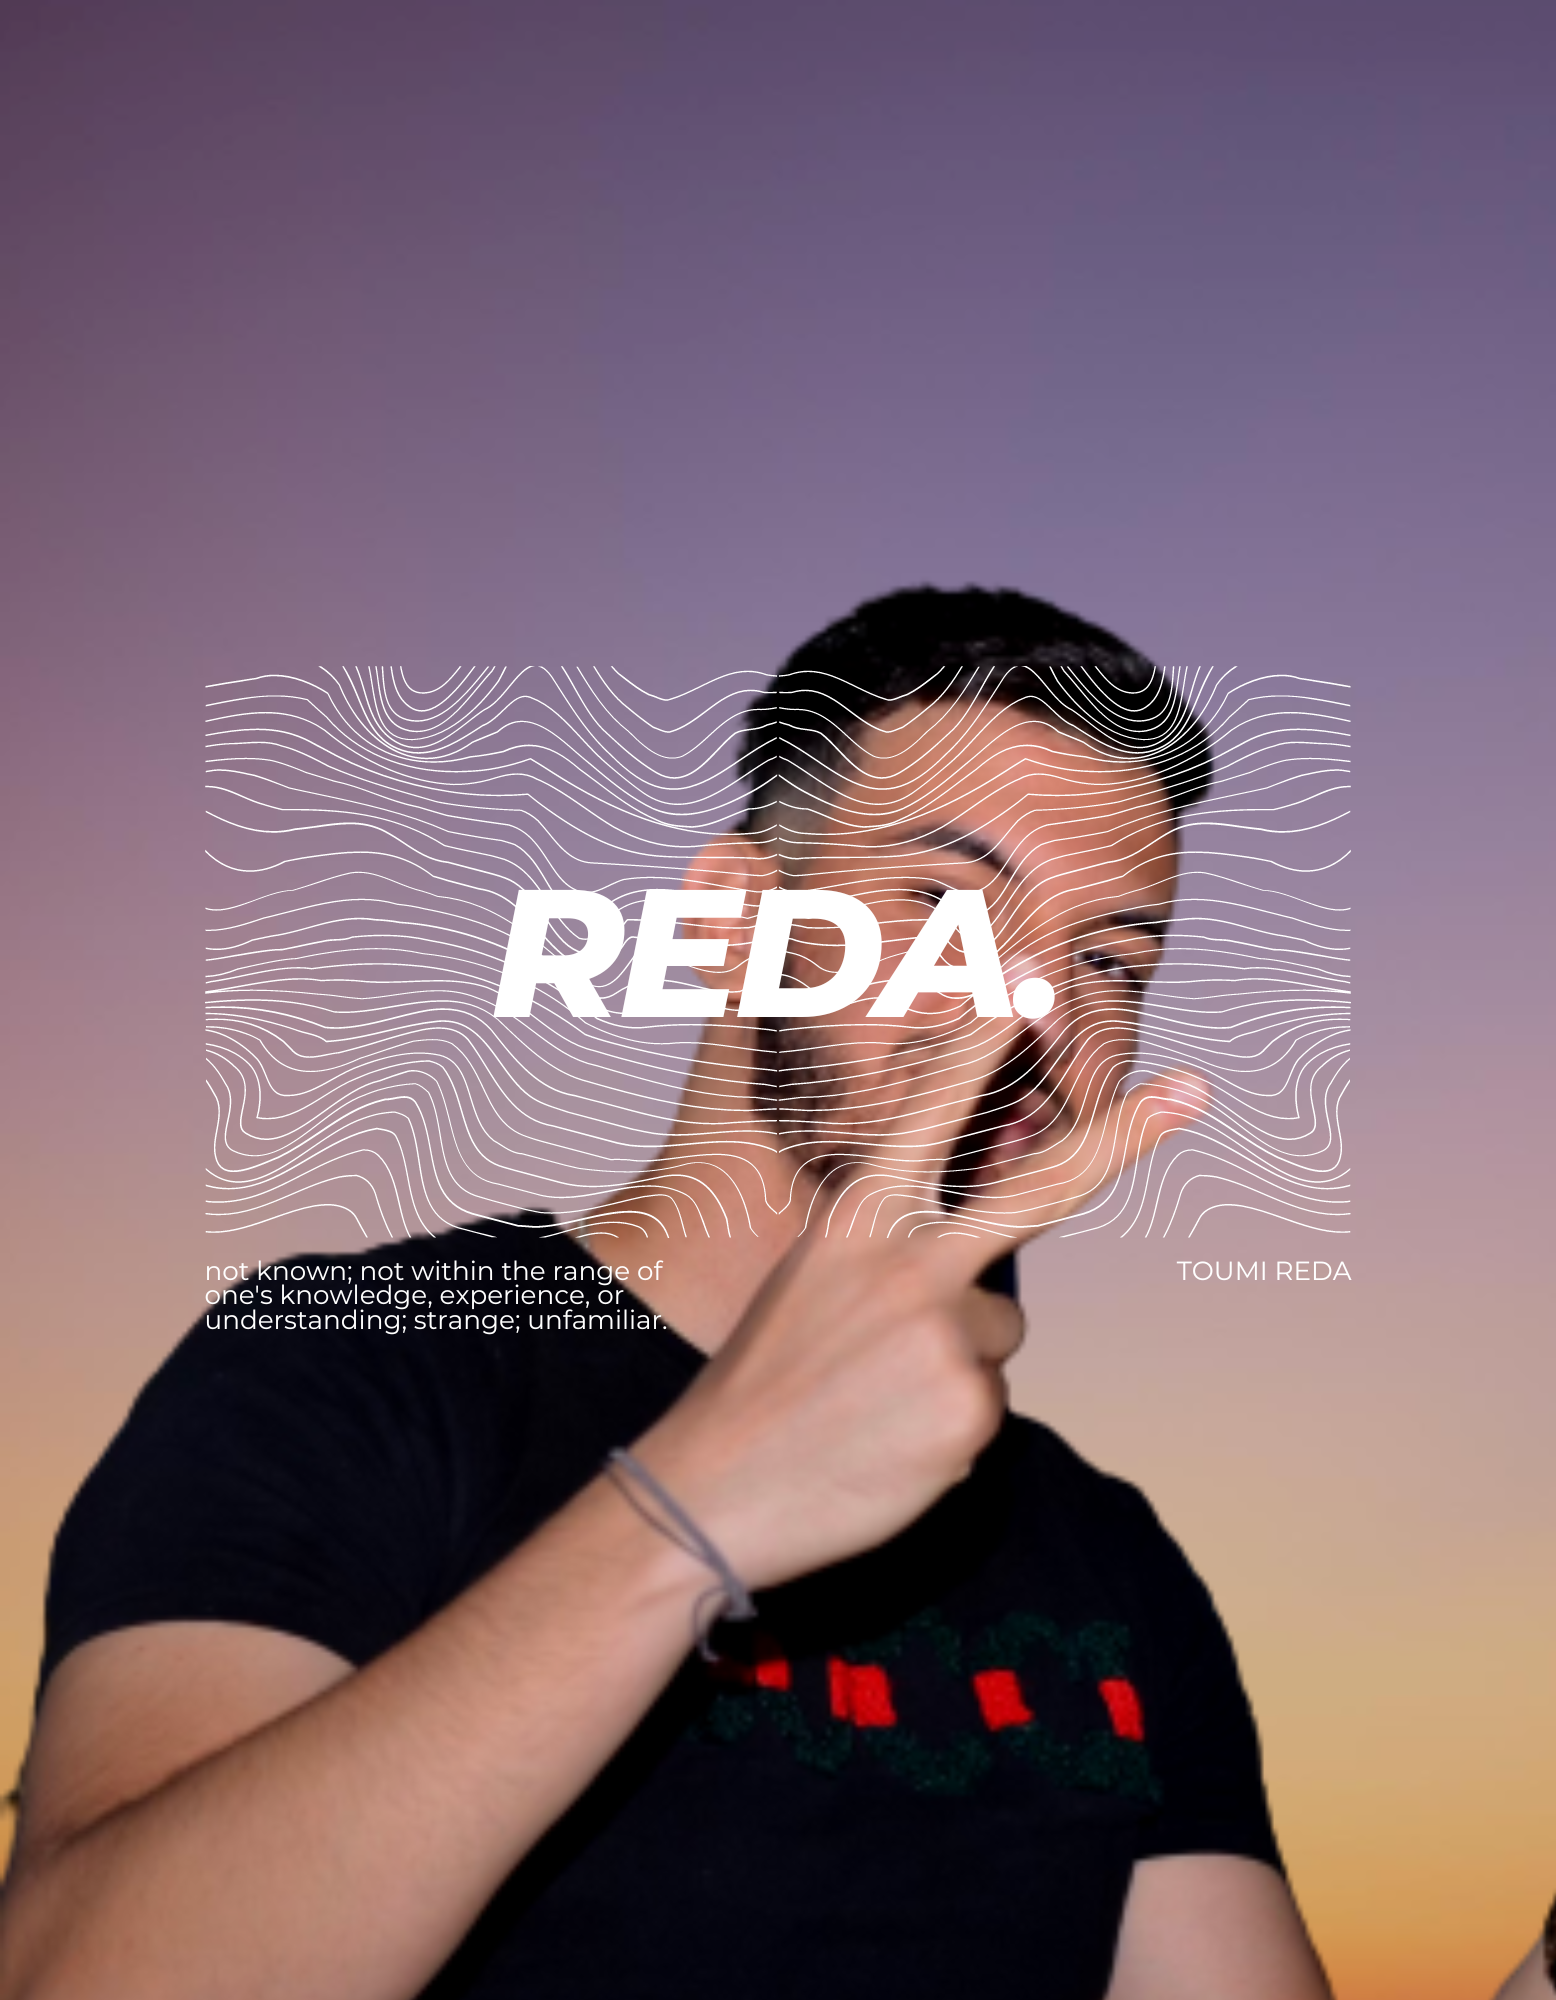 REDA.
not known; not within the range of
one's knowledge, experience, or
understanding; strange; unfamiliar.
TOUMI REDA